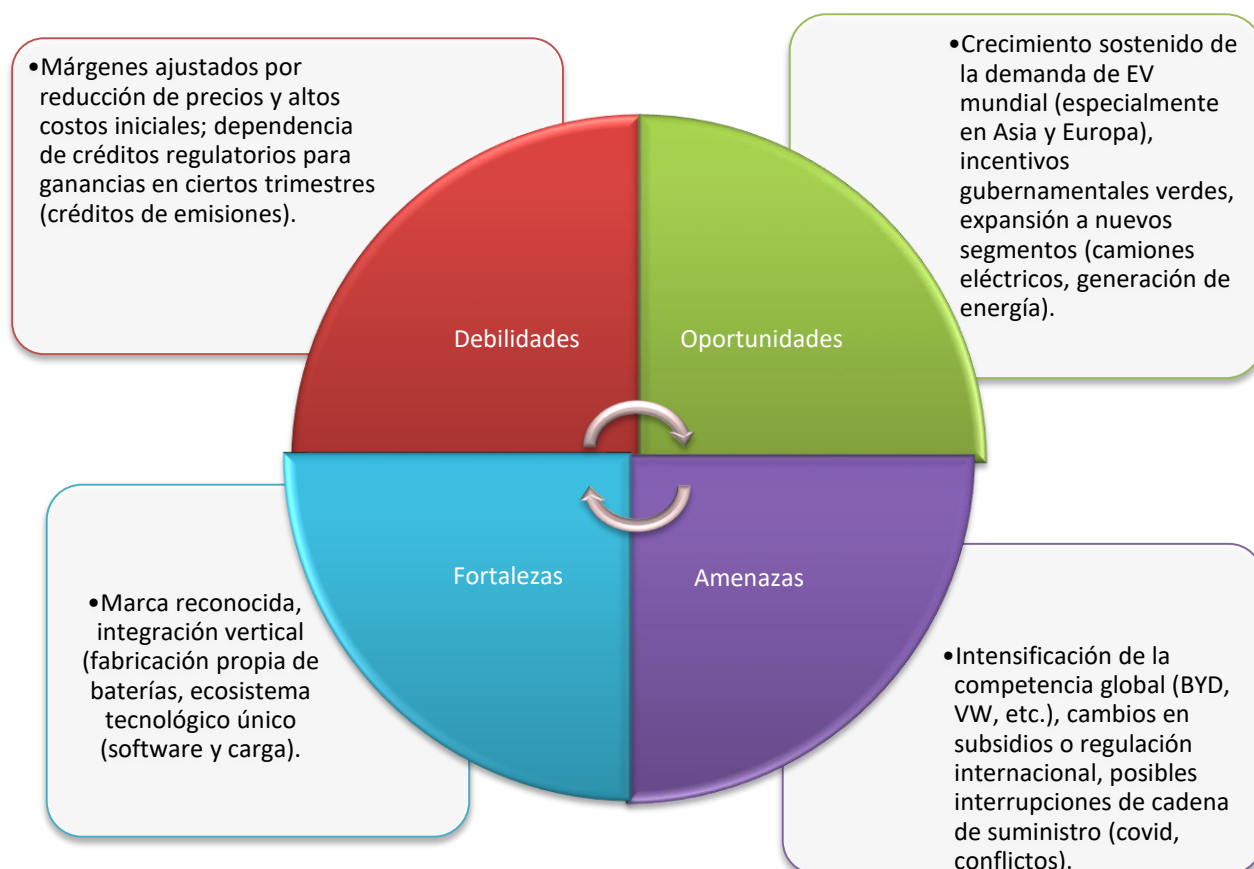 •Márgenes ajustados por
reducción de precios y altos
costos iniciales; dependencia
de créditos regulatorios para
ganancias en ciertos trimestres
(créditos de emisiones).
•Crecimiento sostenido de
la demanda de EV
mundial (especialmente
en Asia y Europa),
incentivos
gubernamentales verdes,
expansión a nuevos
segmentos (camiones
eléctricos, generación de
energía).
Debilidades
Oportunidades
Fortalezas
Amenazas
•Marca reconocida,
integración vertical
(fabricación propia de
baterías, ecosistema
tecnológico único
(software y carga).
•Intensificación de la
competencia global (BYD,
VW, etc.), cambios en
subsidios o regulación
internacional, posibles
interrupciones de cadena
de suministro (covid,
conflictos).